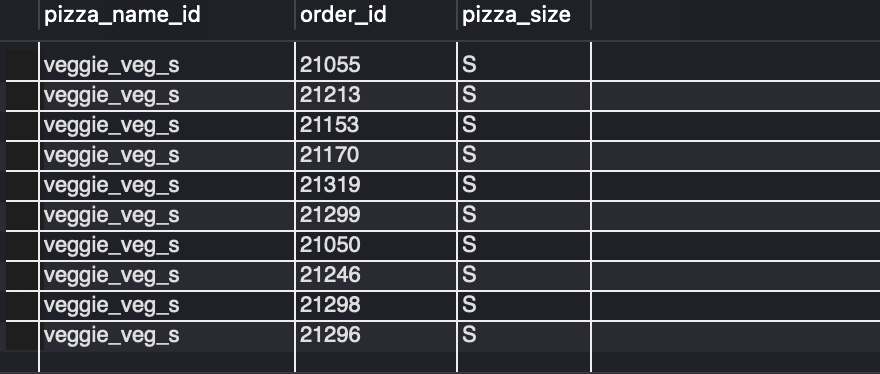 pizza_name_id order_id pizza_size
veggie_veg_s 21055 S
veggie_veg_s 21213 S
veggie_veg_s 21153 S
veggie_veg_s 21170 S
veggie_veg_s 21319 S
veggie_veg_s 21299 S
veggie_veg_s 21050 S
veggie_veg_s 21246 S
veggie_veg_s 21298 S
veggie_veg_s 21296 S